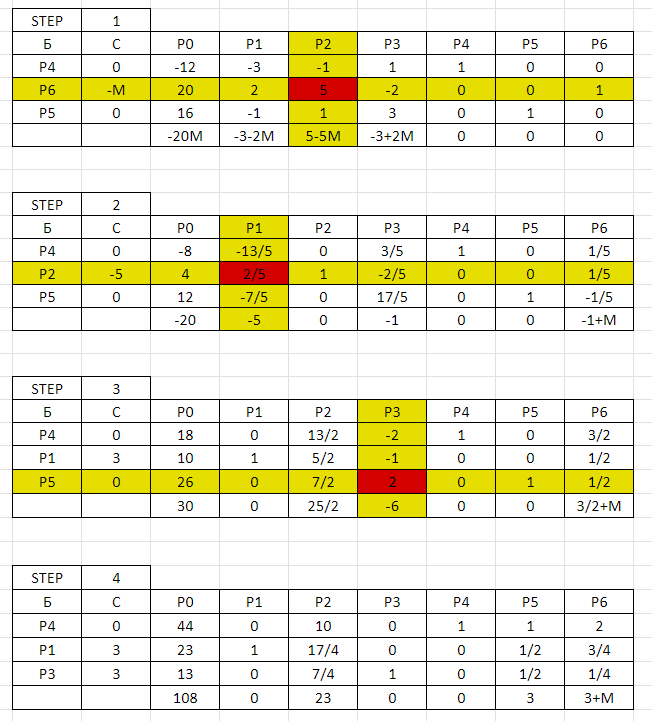 STEP 1
Б C P0 P1 P2 P3 P4 P5 P6
P4 0 -12 -3 -1 1 1 0 0
P6 -M 20 2 5 -2 0 0 1
P5 0 16 -1 1 3 0 1 0
-20M -3-2M 5-5M -3+2M 0 0 0
STEP 2
Б C P0 P1 P2 P3 P4 P5 P6
P4 0 -8 -13/5 0 3/5 1 0 1/5
P2 -5 4 2/5 1 -2/5 0 0 1/5
P5 0 12 -7/5 0 17/5 0 1 -1/5
-20 -5 0 -1 0 0 -1+M
STEP 3
Б C P0 P1 P2 P3 P4 P5 P6
P4 0 18 0 13/2 -2 1 0 3/2
P1 3 10 1 5/2 -1 0 0 1/2
P5 0 26 0 7/2 2 0 1 1/2
30 0 25/2 -6 0 0 3/2+M
STEP 4
Б C P0 P1 P2 P3 P4 P5 P6
P4 0 44 0 10 0 1 1 2
P1 3 23 1 17/4 0 0 1/2 3/4
P3 3 13 0 7/4 1 0 1/2 1/4
108 0 23 0 0 3 3+M